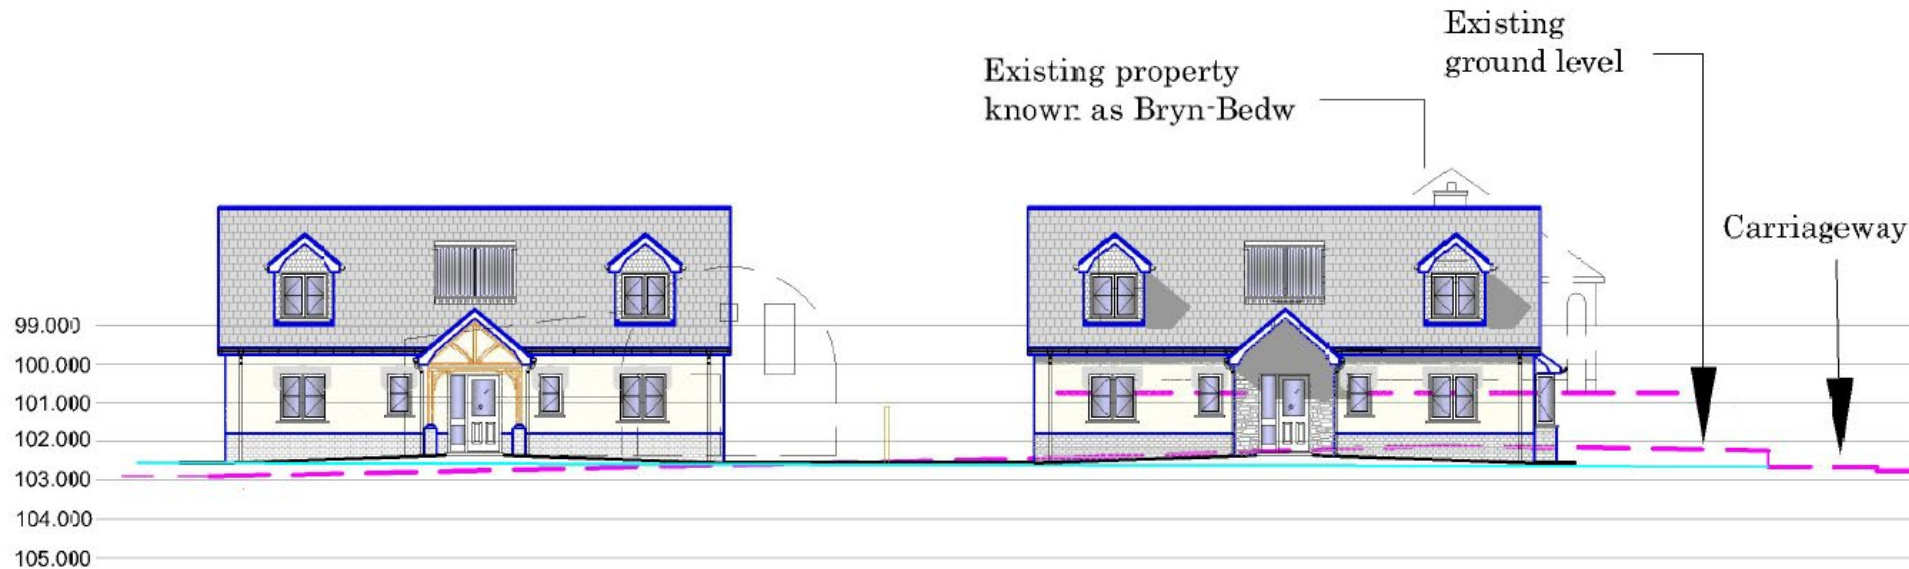 Existing
ground level
Existing property
known as Bryn-Bedw
Carriageway
99.000
100.000
101.000
102.000
103.000
104.000
105.000